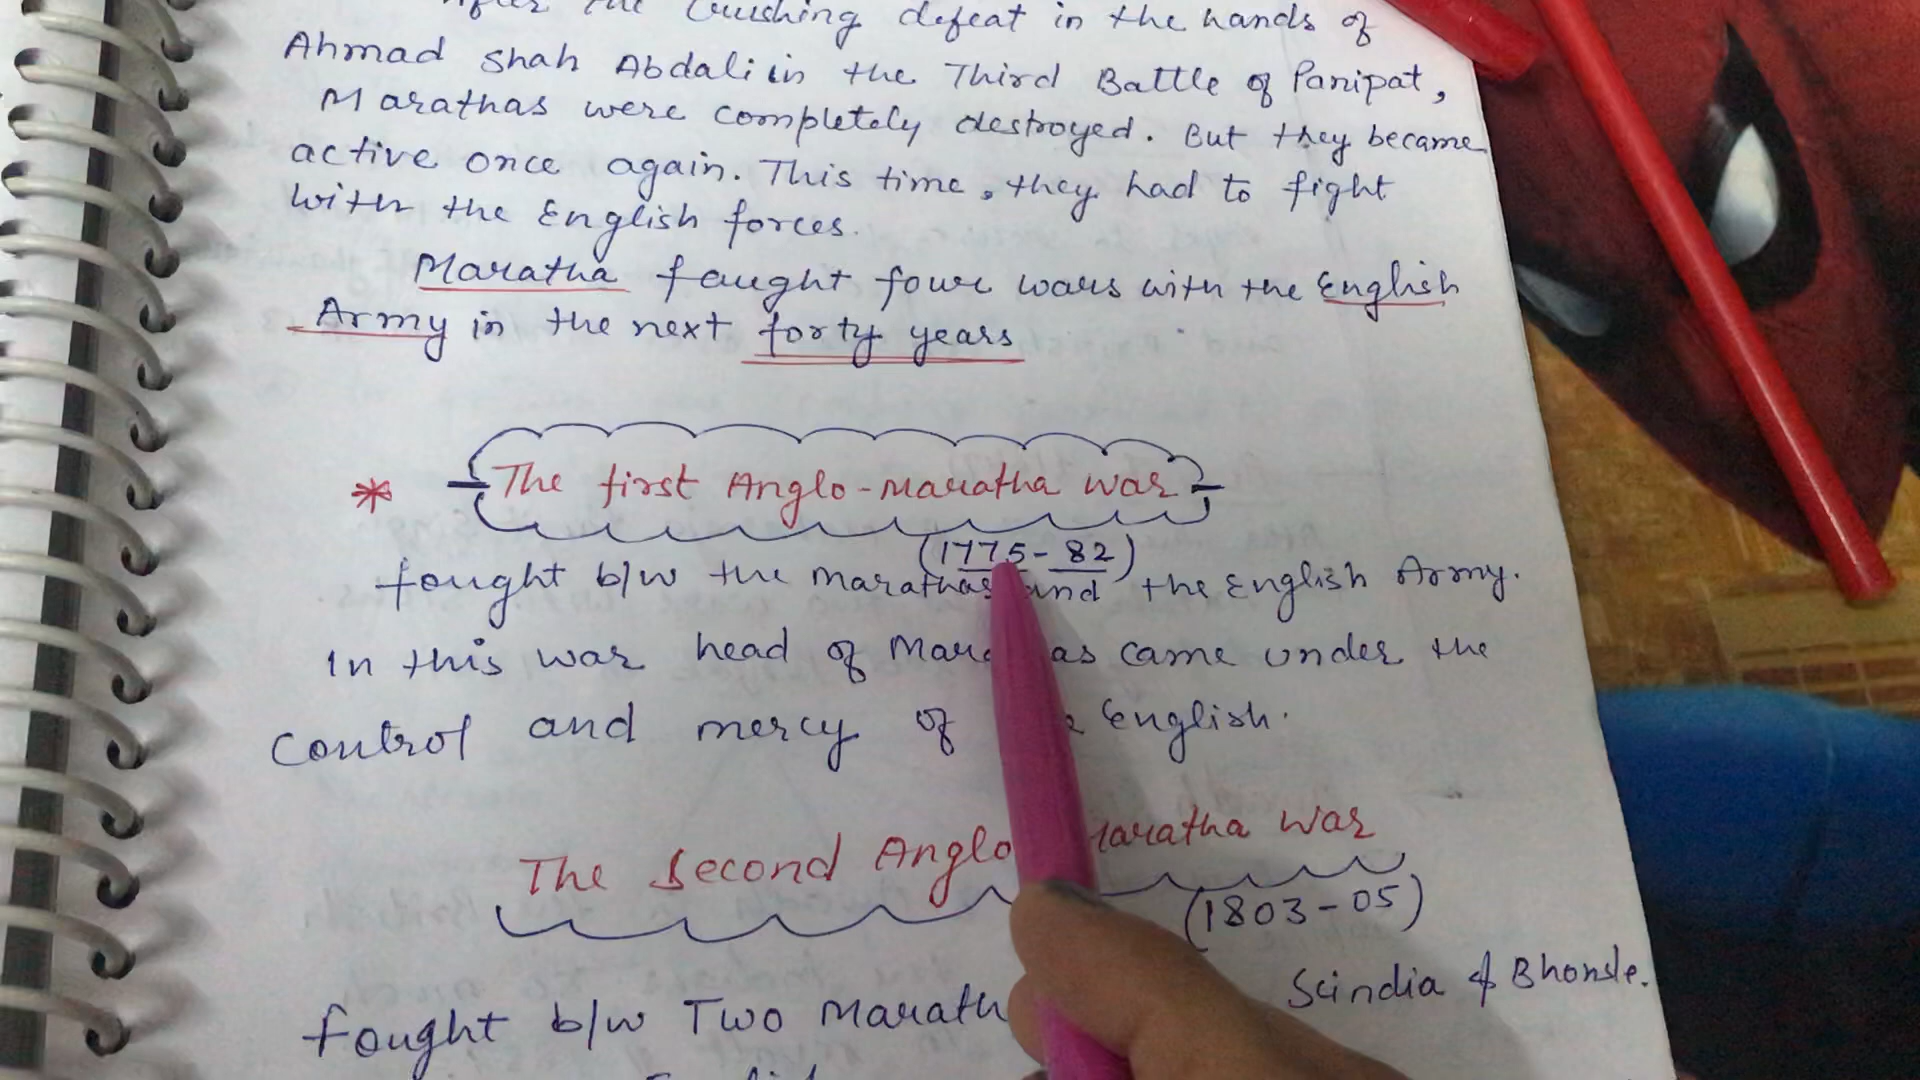 After the Crushing defeat in the hands of
Ahmad Shah Abdali in the Third Battle of Panipat,
Marathas were completely destroyed. But they became
active once again. This time, they had to fight
with the English forces.
Maratha faught four wars with the English
Army in the next forty years
* The first Anglo-Maratha war
(1775-82)
fought b/w the Marathas and the English Army.
In this war head of Mar as came under the
Control and mercy of English.
The Second Anglo aratha War
(1803-05)
fought b/w Two Marath Scindia & Bhonsle.